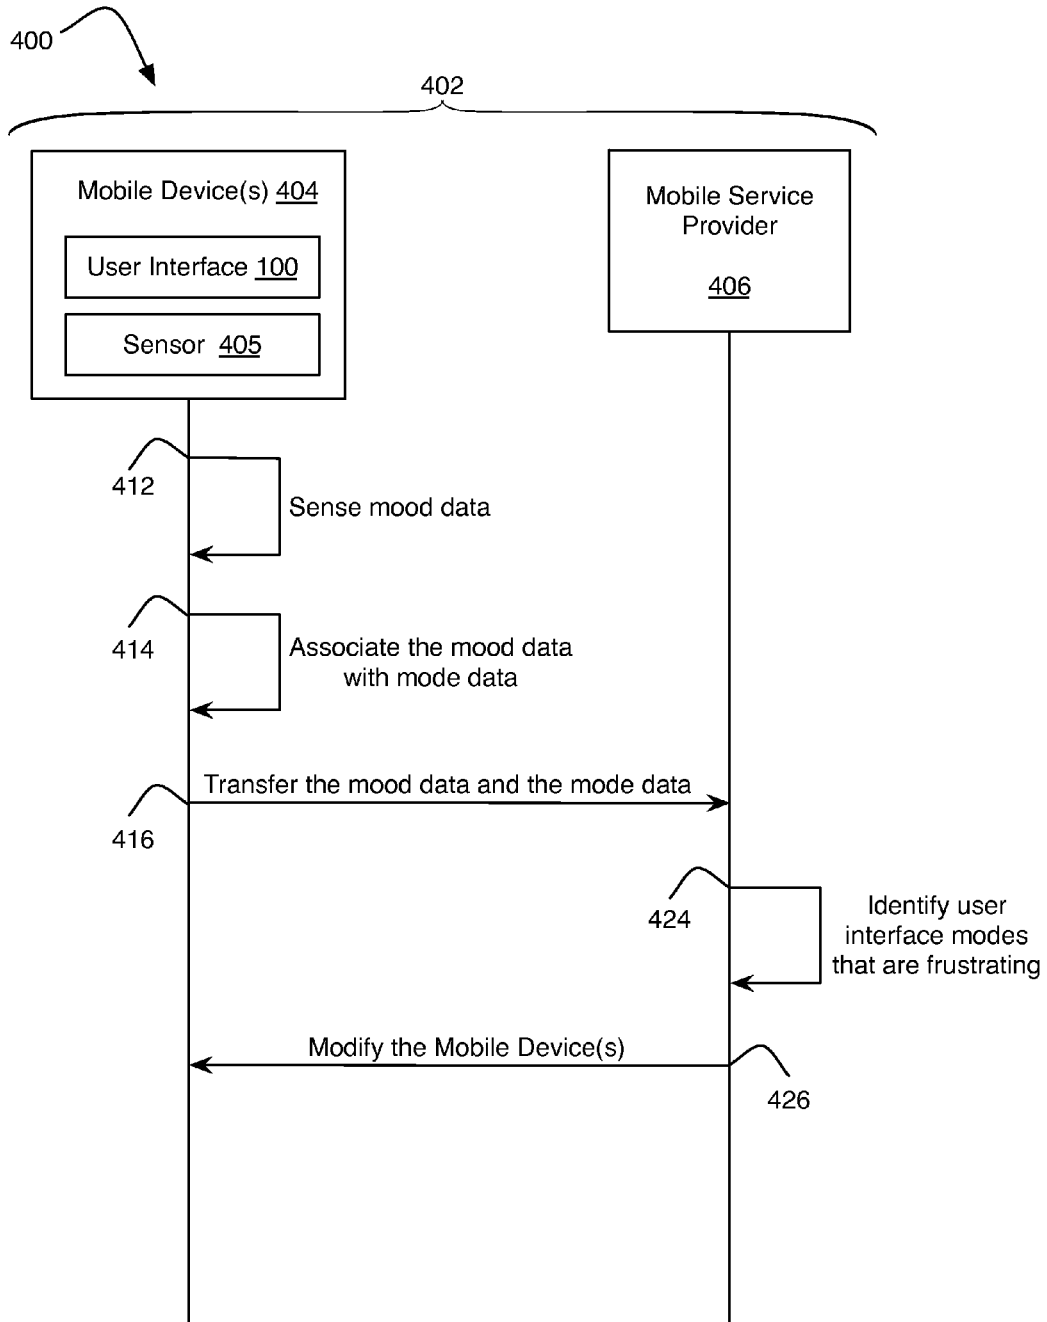 400
402
Mobile Device(s) 404
User Interface 100
Sensor 405
Mobile Service
Provider
406
412
Sense mood data
414
Associate the mood data
with mode data
Transfer the mood data and the mode data
416
424
Identify user
interface modes
that are frustrating
Modify the Mobile Device(s)
426